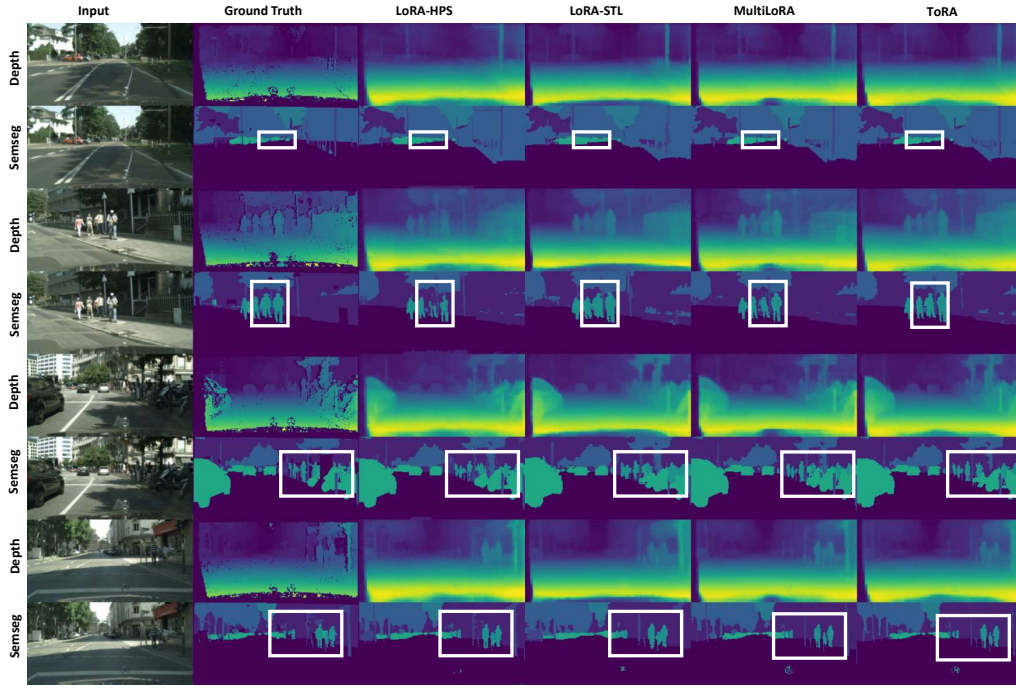 Input Ground Truth LoRA-HPS LoRA-STL MultiLoRA ToRA
Depth
Semseg
Depth
Semseg
Depth
Semseg
Depth
Semseg